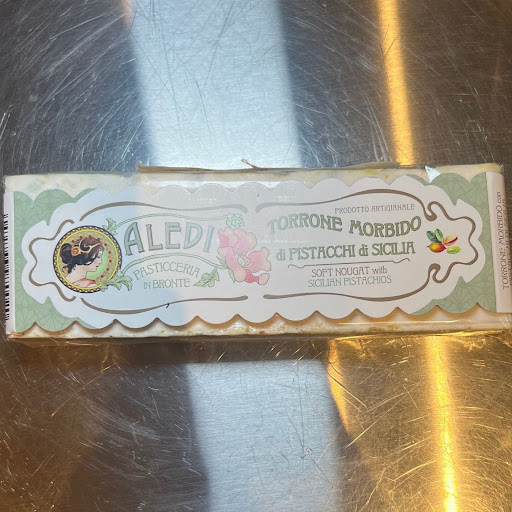 ALEDI
PASTICCERIA
IN BRONTE
PRODOTTO ARTIGIANALE
TORRONE MORBIDO
di PISTACCHI di SICILIA
SOFT NOUGAT with
SICILIAN PISTACHIOS
TORRONE MORBIDO con